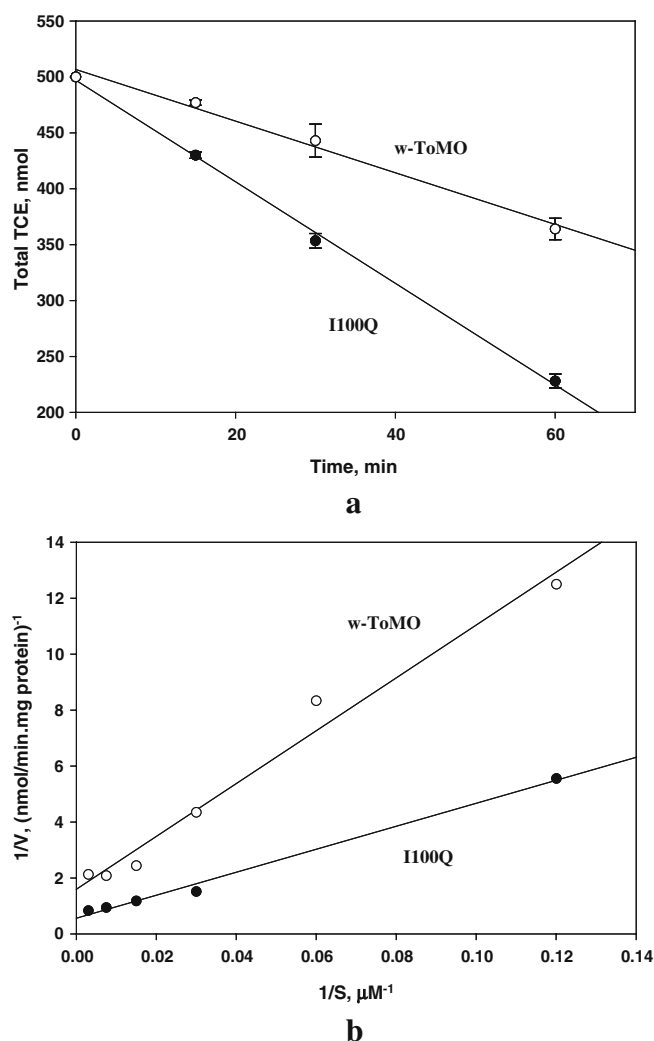 550
500
450
400
350
300
250
200
Total TCE, nmol
w-ToMO
I100Q
0 20 40 60
Time, min
a
14
12
10
8
6
4
2
0
1/V, (nmol/min.mg protein)⁻¹
w-ToMO
I100Q
0.00 0.02 0.04 0.06 0.08 0.10 0.12 0.14
1/S, µM⁻¹
b